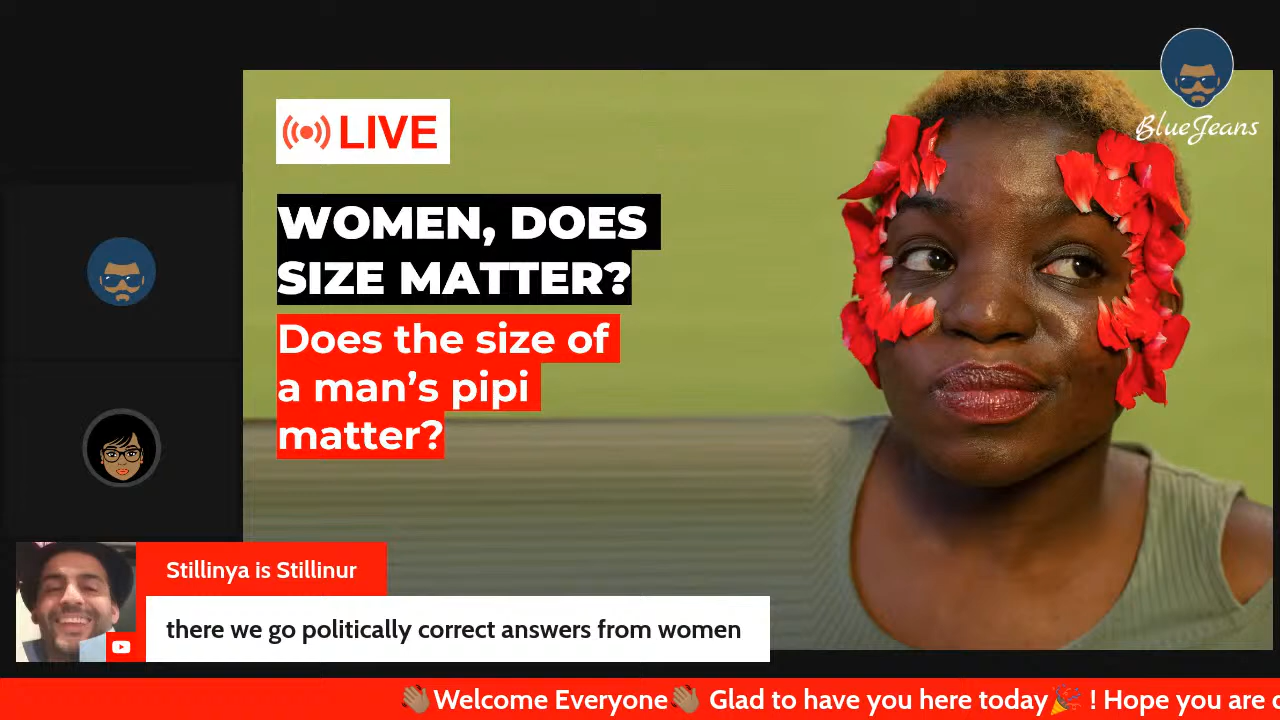 BlueJeans
LIVE
WOMEN, DOES
SIZE MATTER?
Does the size of
a man's pipi
matter?
Stillinya is Stillinur
there we go politically correct answers from women
👋🏽Welcome Everyone👋🏽 Glad to have you here today🎉 ! Hope you are